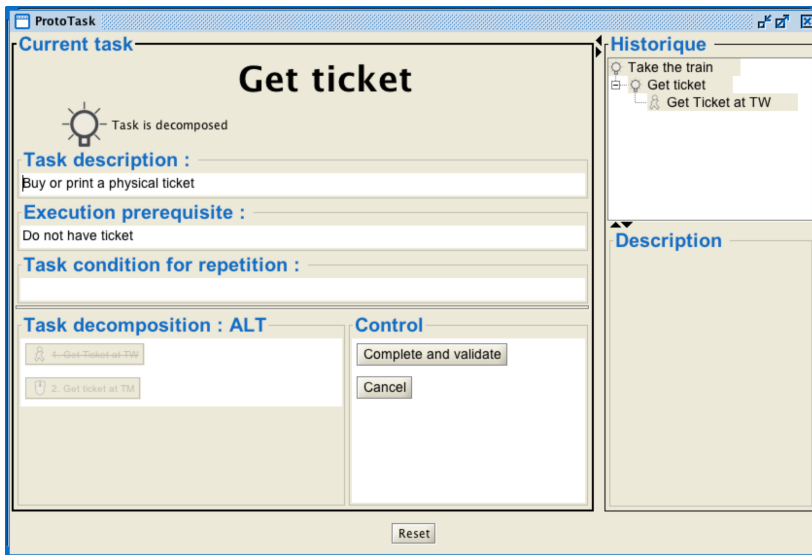 ProtoTask
Current task
Get ticket
Task is decomposed
Task description :
Buy or print a physical ticket
Execution prerequisite :
Do not have ticket
Task condition for repetition :
Task decomposition : ALT
1. Get Ticket at TW
2. Get ticket at TM
Control
Complete and validate
Cancel
Historique
Take the train
Get ticket
Get Ticket at TW
Description
Reset